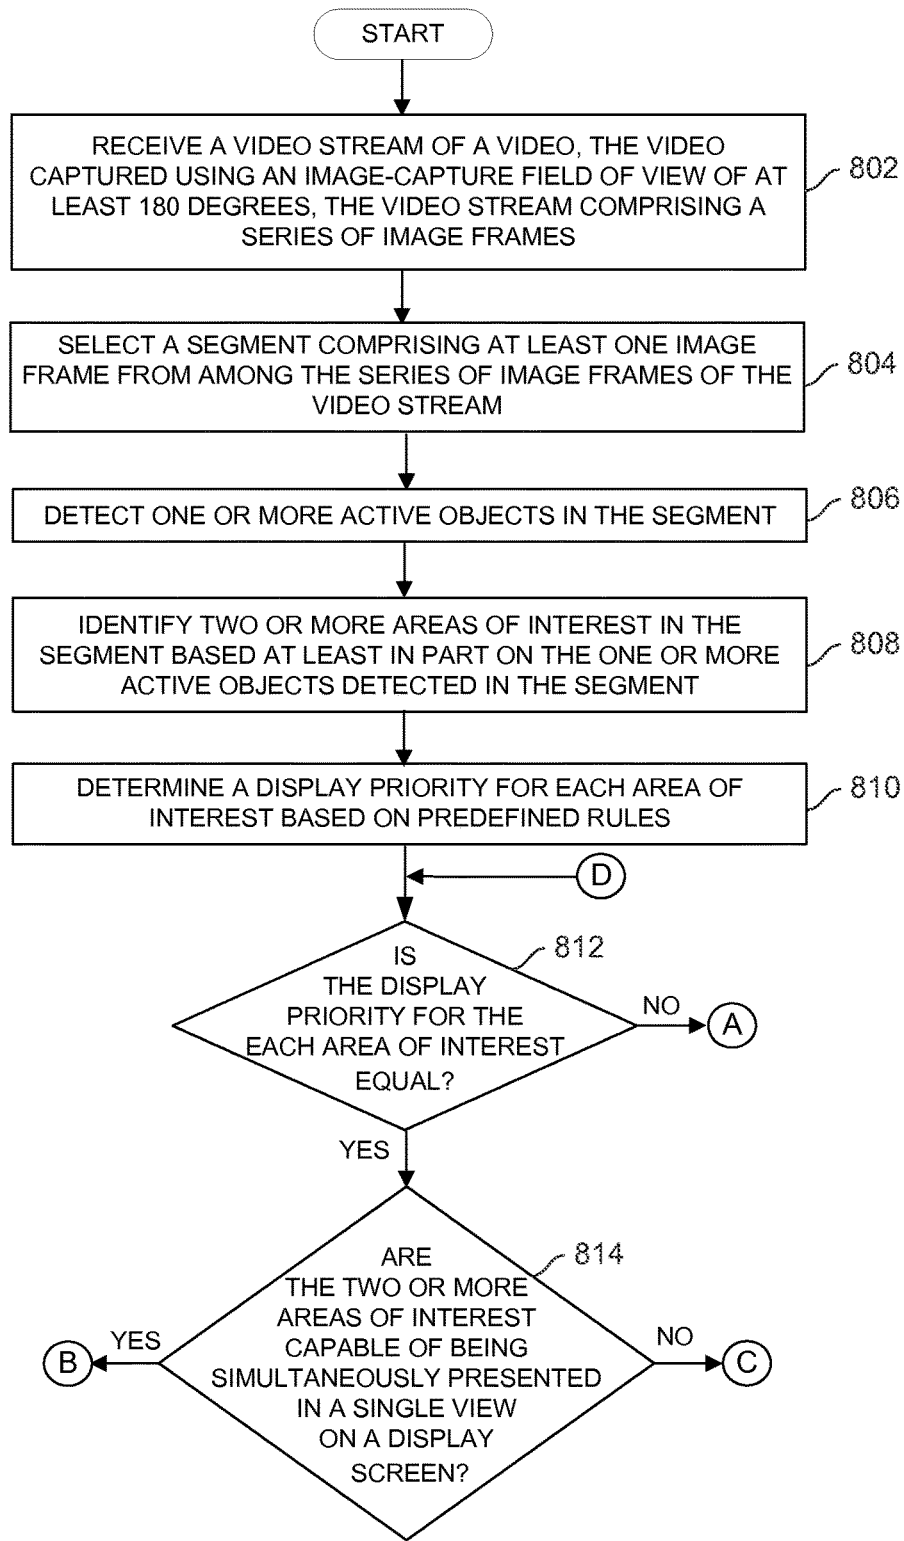 START
RECEIVE A VIDEO STREAM OF A VIDEO, THE VIDEO
CAPTURED USING AN IMAGE-CAPTURE FIELD OF VIEW OF AT
LEAST 180 DEGREES, THE VIDEO STREAM COMPRISING A
SERIES OF IMAGE FRAMES
802
SELECT A SEGMENT COMPRISING AT LEAST ONE IMAGE
FRAME FROM AMONG THE SERIES OF IMAGE FRAMES OF THE
VIDEO STREAM
804
DETECT ONE OR MORE ACTIVE OBJECTS IN THE SEGMENT
806
IDENTIFY TWO OR MORE AREAS OF INTEREST IN THE
SEGMENT BASED AT LEAST IN PART ON THE ONE OR MORE
ACTIVE OBJECTS DETECTED IN THE SEGMENT
808
DETERMINE A DISPLAY PRIORITY FOR EACH AREA OF
INTEREST BASED ON PREDEFINED RULES
810
D
812
IS
THE DISPLAY
PRIORITY FOR THE
EACH AREA OF INTEREST
EQUAL?
NO
A
YES
814
ARE
THE TWO OR MORE
AREAS OF INTEREST
CAPABLE OF BEING
SIMULTANEOUSLY PRESENTED
IN A SINGLE VIEW
ON A DISPLAY
SCREEN?
YES
B
NO
C